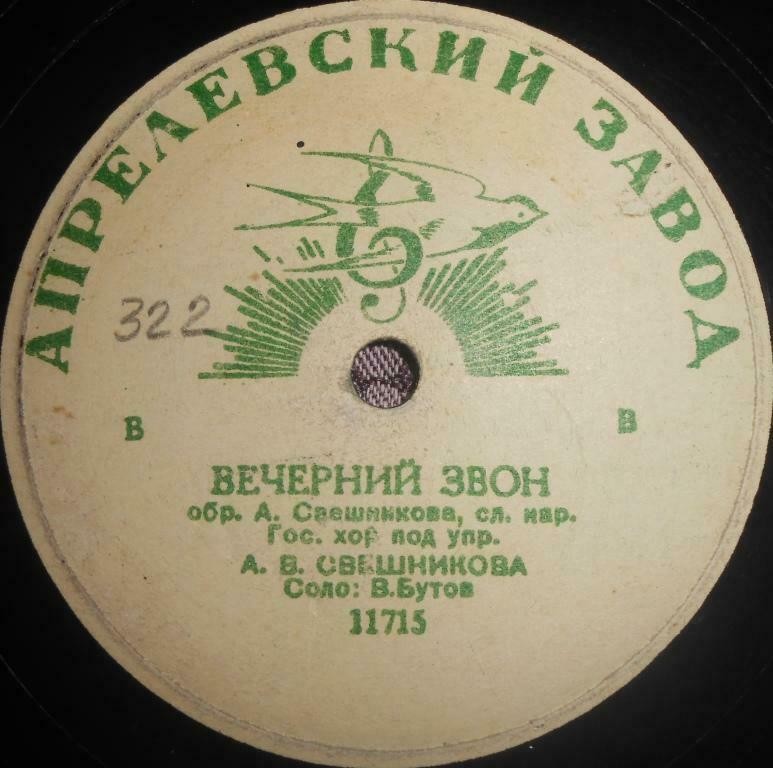 АПРЕЛЕВСКИЙ ЗАВОД
322
В В
ВЕЧЕРНИЙ ЗВОН
обр. А. Свешникова, сл. нар.
Гос. хор под упр.
А. В. СВЕШНИКОВА
Соло: В.Бутов
11715